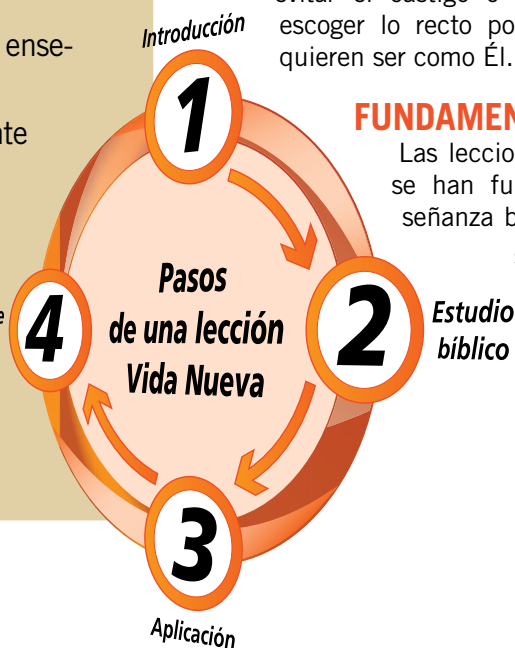 ense-
Introducción
escoger lo recto po
quieren ser como Él.
1
FUNDAMEN
Las leccio
se han fu
señanza b
Pasos
de una lección
Vida Nueva
2
Estudio
bíblico
e
4
3
Aplicación